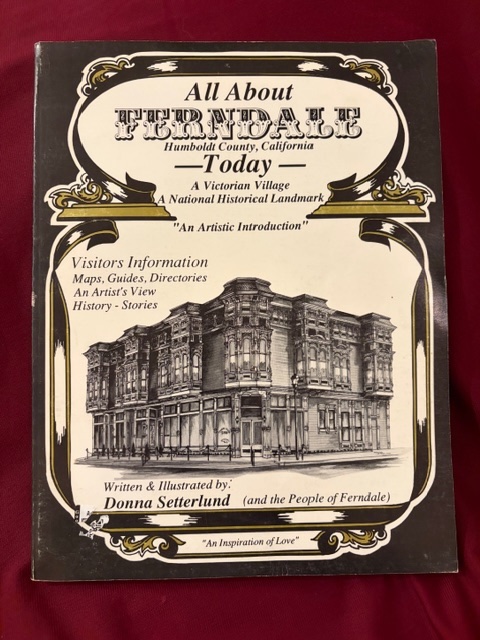 All About
FERNDALE
Humboldt County, California
—Today—
A Victorian Village
A National Historical Landmark
"An Artistic Introduction"
Visitors Information
Maps, Guides, Directories
An Artist's View
History - Stories
Written & Illustrated by:
Donna Setterlund (and the People of Ferndale)
"An Inspiration of Love"